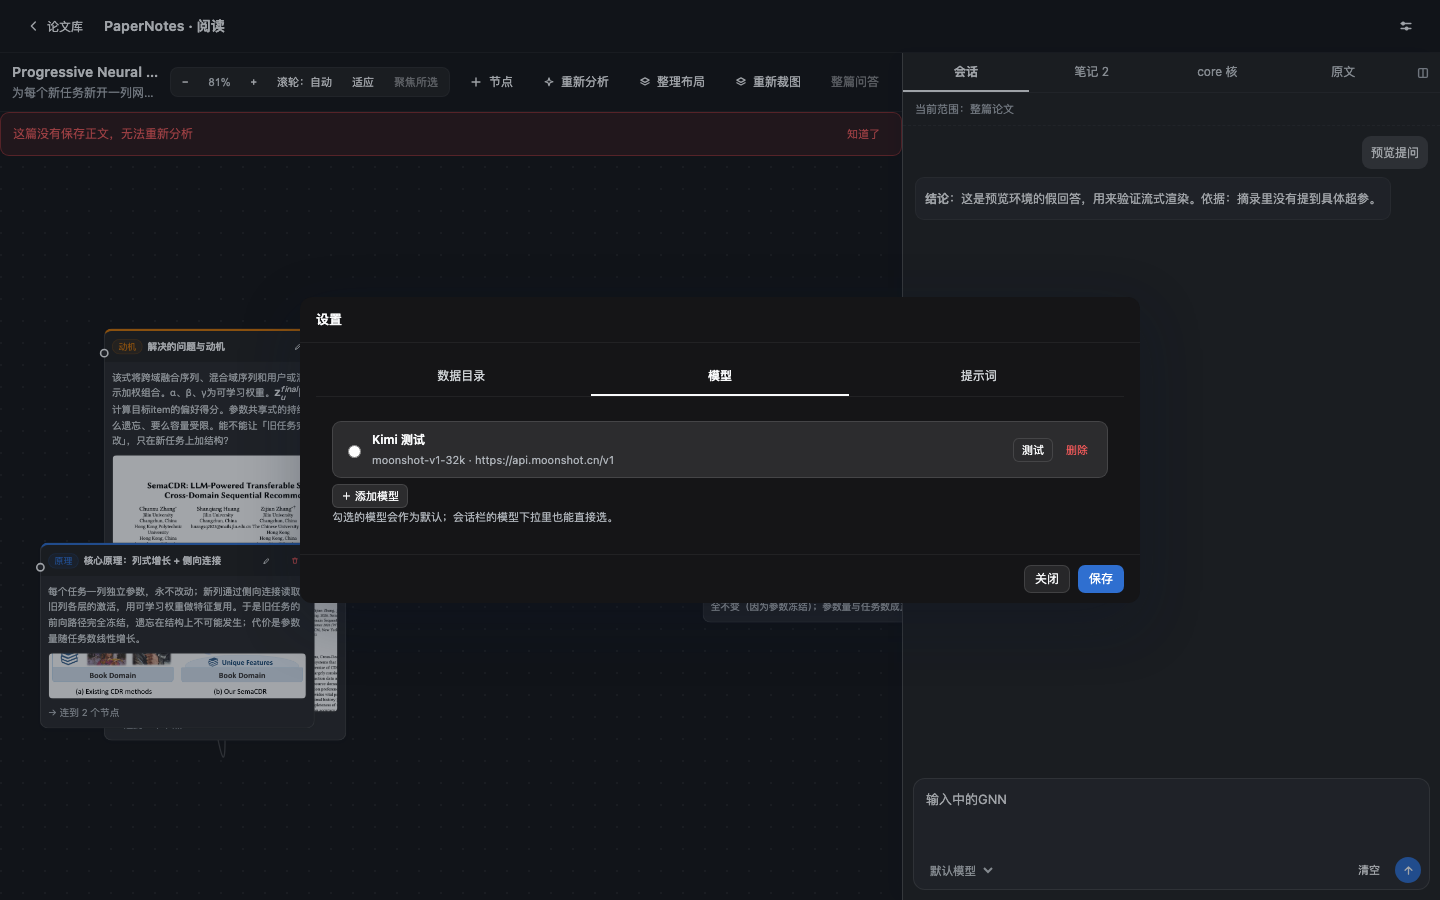 论文库
PaperNotes · 阅读
Progressive Neural ...
为每个新任务新开一列网...
81%
滚轮：自动
适应
聚焦所选
节点
重新分析
整理布局
重新裁图
整篇问答
这篇没有保存正文，无法重新分析
知道了
会话
笔记 2
core 核
原文
当前范围：整篇论文
预览提问
结论：这是预览环境的假回答，用来验证流式渲染。依据：摘录里没有提到具体超参。
动机
解决的问题与动机
该式将跨域融合序列、混合域序列和用户或
示加权组合。α、β、γ为可学习权重。
计算目标item的偏好得分。参数共享式的持
么遗忘、要么容量受限。能不能让「旧任务
改」，只在新任务上加结构？
SemaCDR: LLM-Powered Transferable S
Cross-Domain Sequential Recomme
原理
核心原理：列式增长 + 侧向连接
每个任务一列独立参数，永不改动；新列通过侧向连接读取
旧列各层的激活，用可学习权重做特征复用。于是旧任务的
前向路径完全冻结，遗忘在结构上不可能发生；代价是参数
量随任务数线性增长。
Unique Features
Book Domain
Book Domain
(a) Existing CDR methods
(b) Our SemaCDR
→ 连到 2 个节点
设置
数据目录
模型
提示词
Kimi 测试
moonshot-v1-32k · https://api.moonshot.cn/v1
测试
删除
+ 添加模型
勾选的模型会作为默认；会话栏的模型下拉里也能直接选。
关闭
保存
全不变（因为参数冻结）；参数量与任务数成
输入中的GNN
默认模型
清空